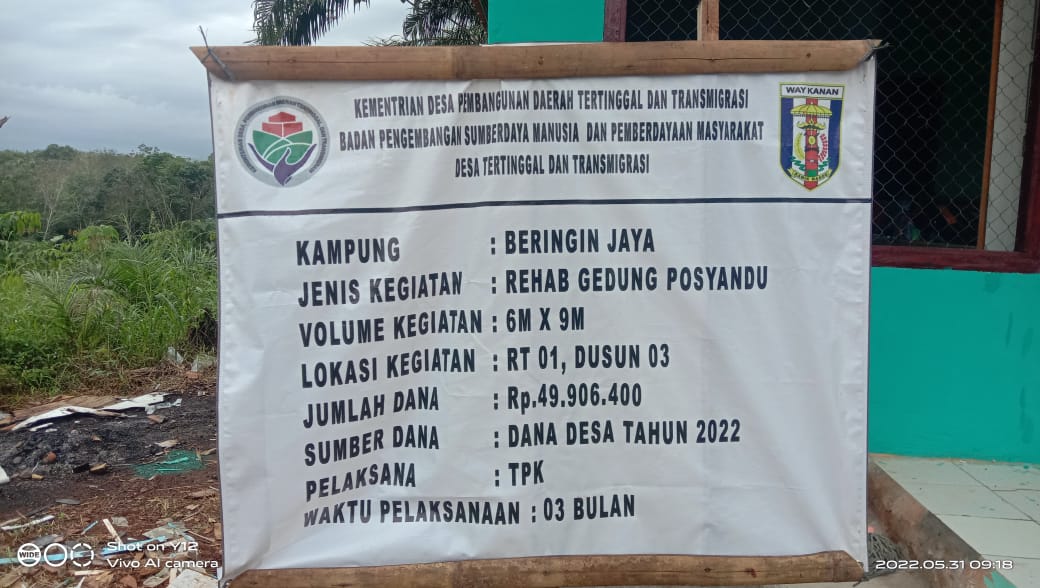 KEMENTRIAN DESA PEMBANGUNAN DAERAH TERTINGGAL DAN TRANSMIGRASI
BADAN PENGEMBANGAN SUMBERDAYA MANUSIA DAN PEMBERDAYAAN MASYARAKAT
DESA TERTINGGAL DAN TRANSMIGRASI
WAY KANAN
KAMPUNG : BERINGIN JAYA
JENIS KEGIATAN : REHAB GEDUNG POSYANDU
VOLUME KEGIATAN : 6M X 9M
LOKASI KEGIATAN : RT 01, DUSUN 03
JUMLAH DANA : Rp.49.906.400
SUMBER DANA : DANA DESA TAHUN 2022
PELAKSANA : TPK
WAKTU PELAKSANAAN : 03 BULAN
WIDE
Shot on Y12
Vivo AI camera
2022.05.31 09:18